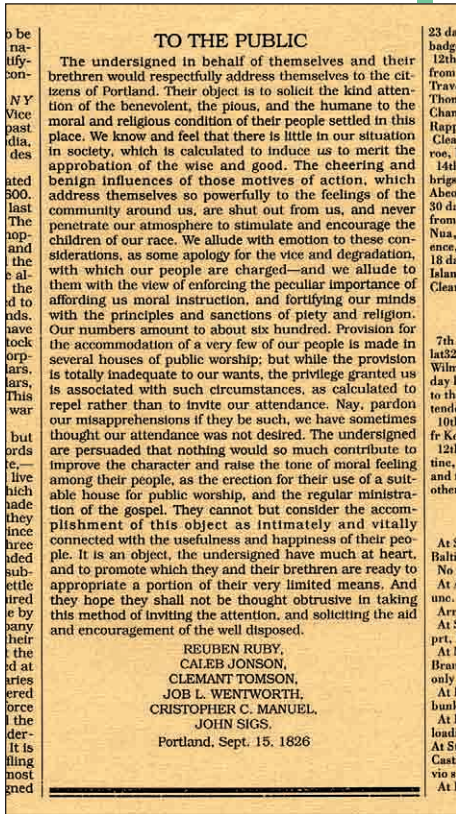 TO THE PUBLIC
The undersigned in behalf of themselves and their
brethren would respectfully address themselves to the cit-
izens of Portland. Their object is to solicit the kind atten-
tion of the benevolent, the pious, and the humane to the
moral and religious condition of their people settled in this
place. We know and feel that there is little in our situation
in society, which is calculated to induce us to merit the
approbation of the wise and good. The cheering and
benign influences of those motives of action, which
address themselves so powerfully to the feelings of the
community around us, are shut out from us, and never
penetrate our atmosphere to stimulate and encourage the
children of our race. We allude with emotion to these con-
siderations, as some apology for the vice and degradation,
with which our people are charged—and we allude to
them with the view of enforcing the peculiar importance of
affording us moral instruction, and fortifying our minds
with the principles and sanctions of piety and religion.
Our numbers amount to about six hundred. Provision for
the accommodation of a very few of our people is made in
several houses of public worship; but while the provision
is totally inadequate to our wants, the privilege granted us
is associated with such circumstances, as calculated to
repel rather than to invite our attendance. Nay, pardon
our misapprehensions if they be such, we have sometimes
thought our attendance was not desired. The undersigned
are persuaded that nothing would so much contribute to
improve the character and raise the tone of moral feeling
among their people, as the erection for their use of a suit-
able house for public worship, and the regular ministra-
tion of the gospel. They cannot but consider the accom-
plishment of this object as intimately and vitally
connected with the usefulness and happiness of their peo-
ple. It is an object, the undersigned have much at heart,
and to promote which they and their brethren are ready to
appropriate a portion of their very limited means. And
they hope they shall not be thought obtrusive in taking
this method of inviting the attention, and soliciting the aid
and encouragement of the well disposed.
REUBEN RUBY,
CALEB JONSON,
CLEMANT TOMSON,
JOB L. WENTWORTH,
CRISTOPHER C. MANUEL,
JOHN SIGS.
Portland, Sept. 15, 1826